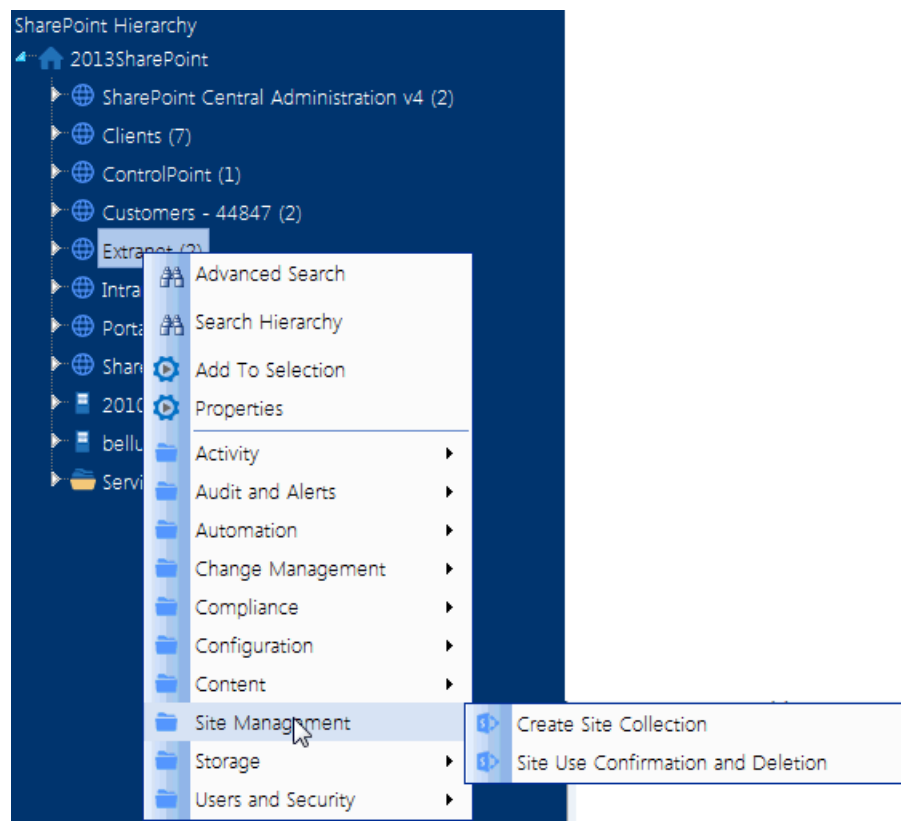 SharePoint Hierarchy
2013SharePoint
SharePoint Central Administration v4 (2)
Clients (7)
ControlPoint (1)
Customers - 44847 (2)
Extranet (2)
Advanced Search
Search Hierarchy
Add To Selection
Properties
Activity
Audit and Alerts
Automation
Change Management
Compliance
Configuration
Content
Site Management
Storage
Users and Security
Create Site Collection
Site Use Confirmation and Deletion